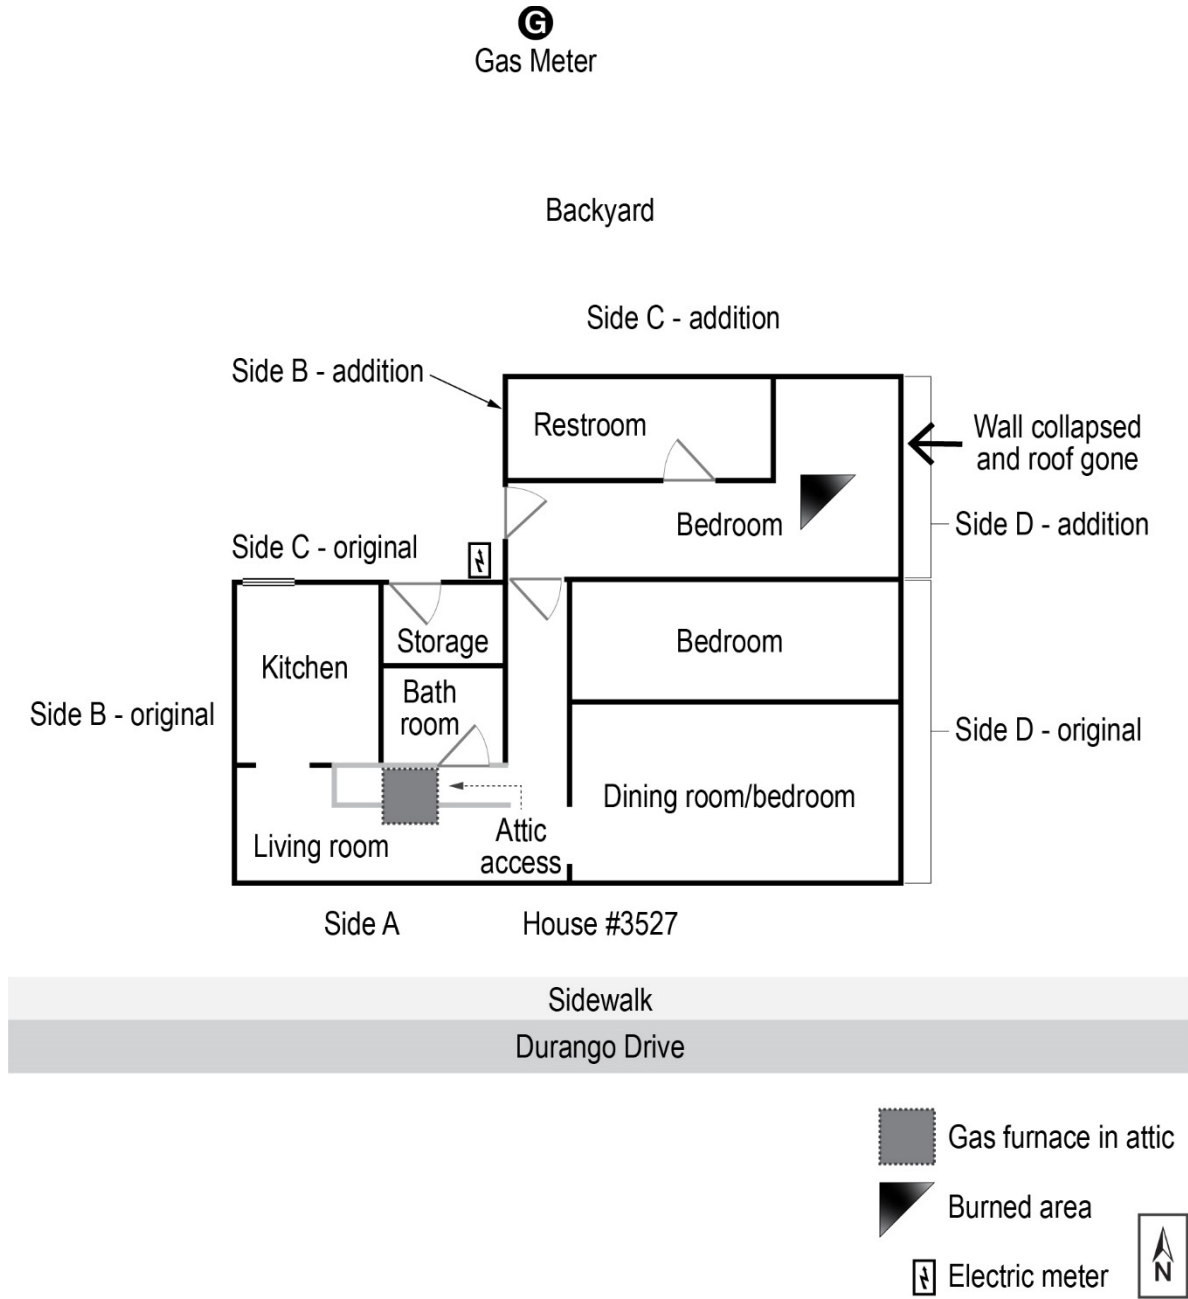 G
Gas Meter
Backyard
Side C - addition
Side B - addition
Restroom
Wall collapsed
and roof gone
Bedroom
Side D - addition
Side C - original
Storage
Bedroom
Kitchen
Bath
room
Side B - original
Side D - original
Dining room/bedroom
Living room
Attic
access
Side A
House #3527
Sidewalk
Durango Drive
Gas furnace in attic
Burned area
Electric meter
N